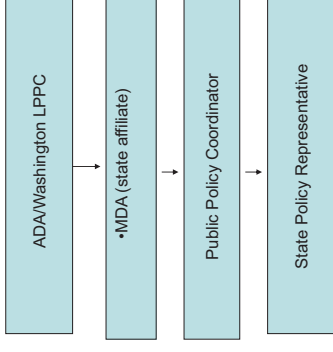 ADA/Washington LPPC
•MDA (state affiliate)
Public Policy Coordinator
State Policy Representative